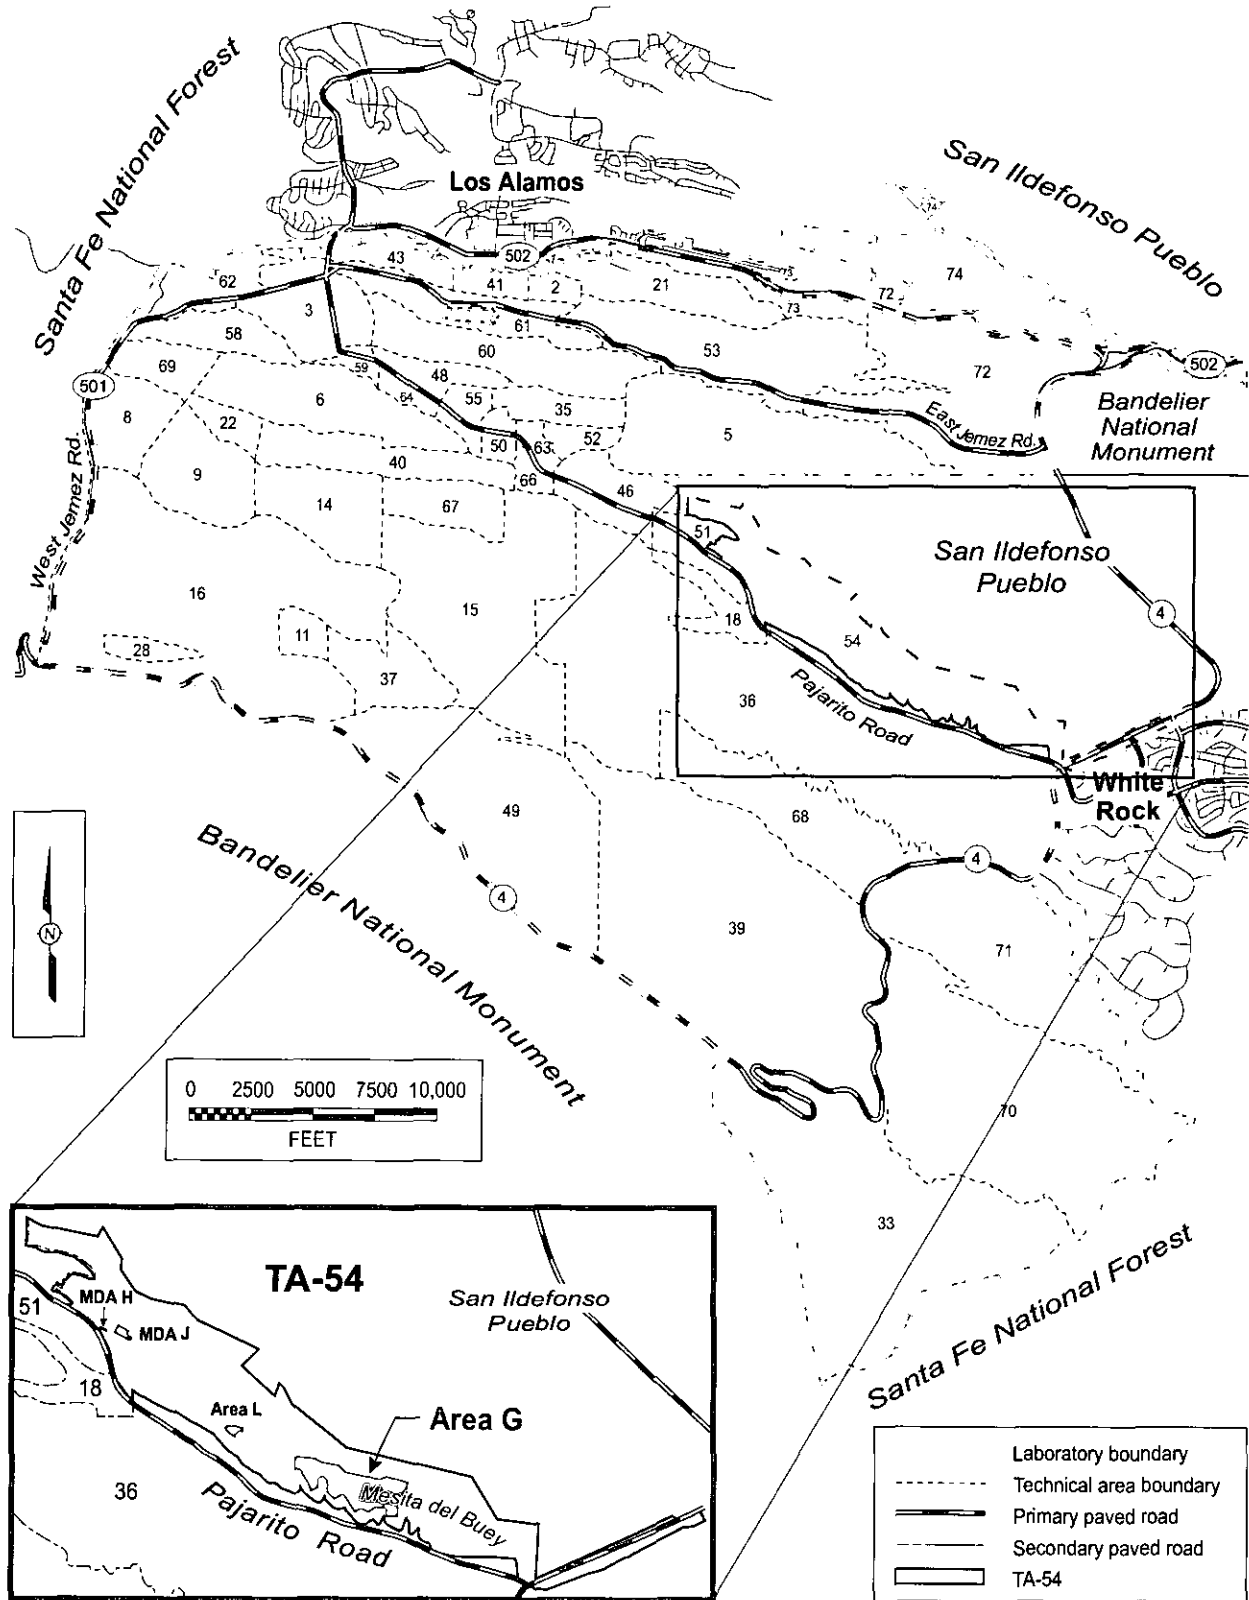 Santa Fe National Forest
San Ildefonso Pueblo
Los Alamos
502
43
62
41
2
21
73
72
74
74
3
61
53
58
60
72
502
69
59
48
501
8
6
64
55
35
Bandelier
National
Monument
22
50
63
52
5
East Jemez Rd.
9
40
66
46
14
67
51
West Jemez Rd.
San Ildefonso
Pueblo
16
15
18
4
11
54
28
37
36
Pajarito Road
White
Rock
49
68
Bandelier National Monument
4
4
39
71
N
0 2500 5000 7500 10,000
FEET
70
33
Santa Fe National Forest
TA-54
51
MDA H
MDA J
San Ildefonso
Pueblo
18
Area L
Area G
36
Mesita del Buey
Pajarito Road
Laboratory boundary
Technical area boundary
Primary paved road
Secondary paved road
TA-54